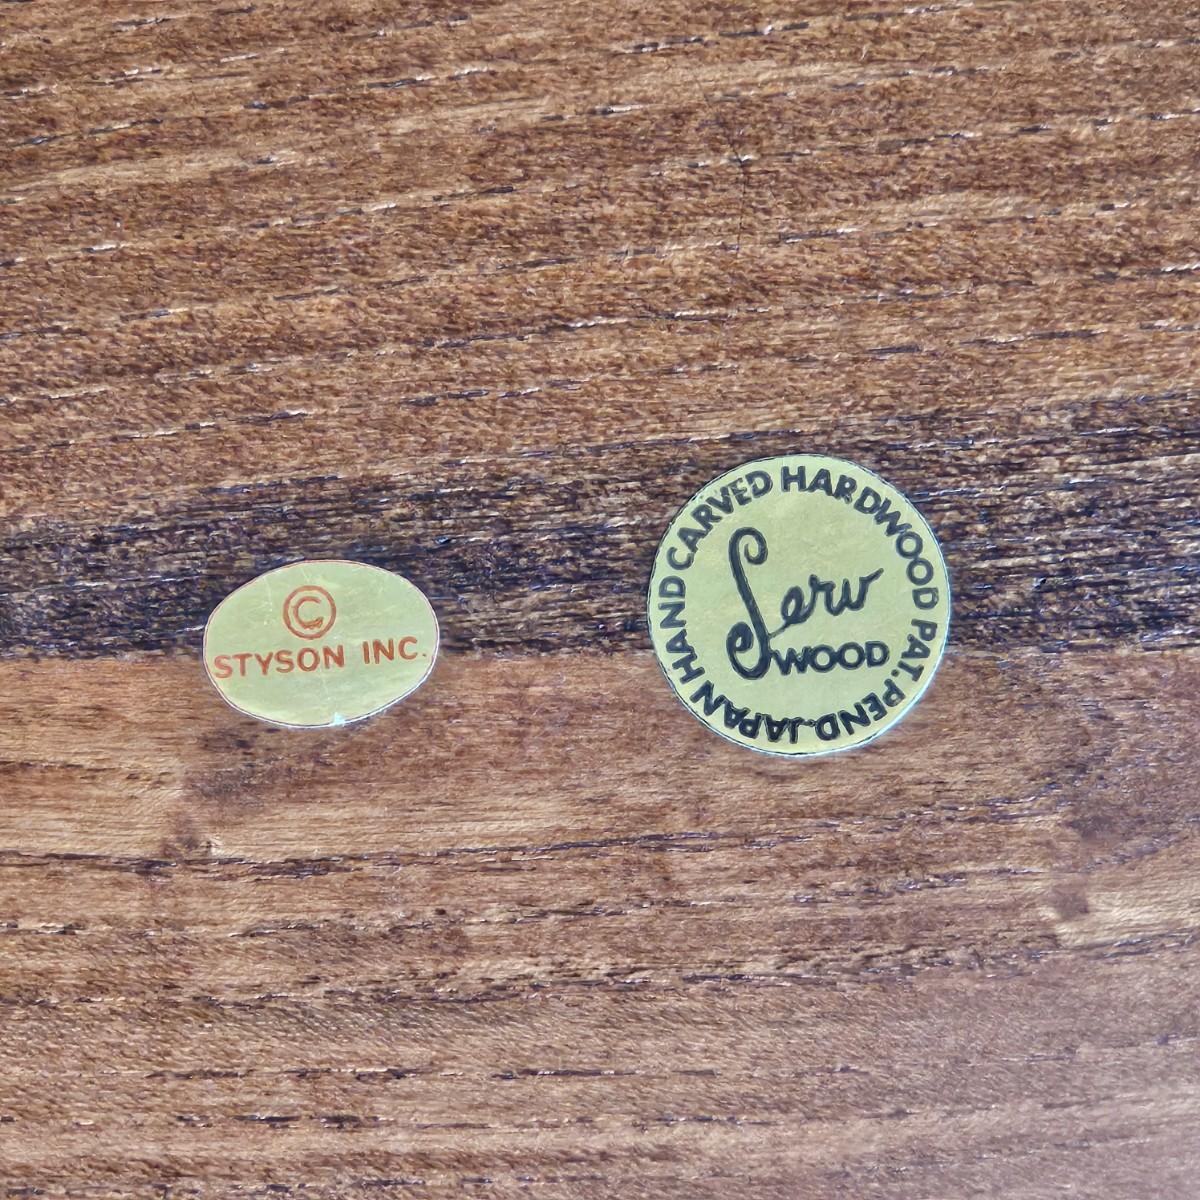 ©
STYSON INC.
HAND CARVED HARDWOOD PAT. PEND. JAPAN
Serv
WOOD